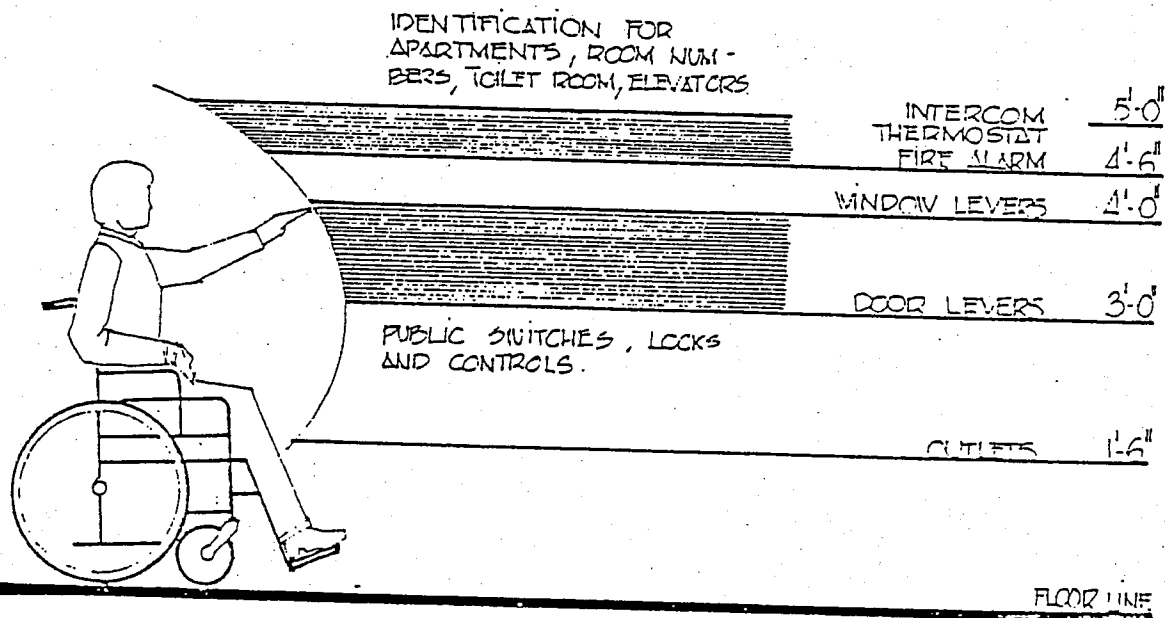 IDENTIFICATION FOR
APARTMENTS, ROOM NUM-
BERS, TOILET ROOM, ELEVATORS
INTERCOM 5'-0"
THERMOSTAT
FIRE ALARM 4'-6"
WINDOW LEVERS 4'-0"
DOOR LEVERS 3'-0"
PUBLIC SWITCHES, LOCKS
AND CONTROLS.
OUTLETS 1'-6"
FLOOR LINE